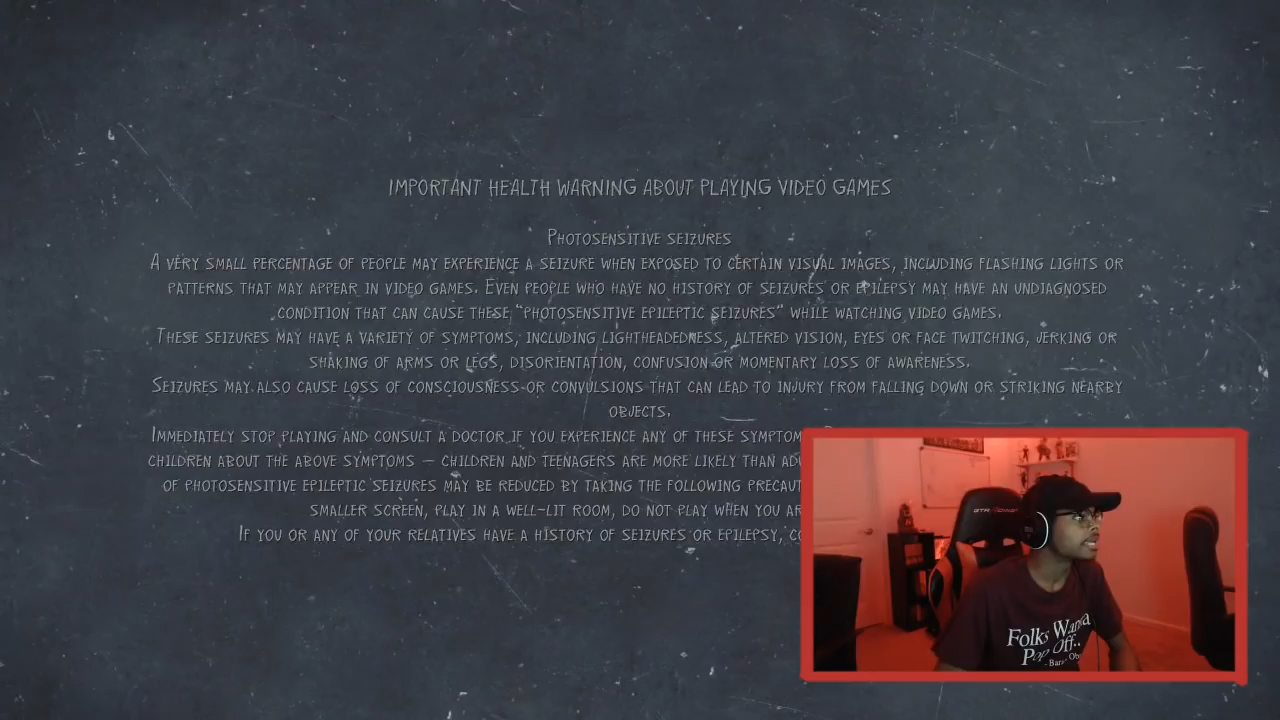 IMPORTANT HEALTH WARNING ABOUT PLAYING VIDEO GAMES
PHOTOSENSITIVE SEIZURES
A VERY SMALL PERCENTAGE OF PEOPLE MAY EXPERIENCE A SEIZURE WHEN EXPOSED TO CERTAIN VISUAL IMAGES, INCLUDING FLASHING LIGHTS OR
PATTERNS THAT MAY APPEAR IN VIDEO GAMES. EVEN PEOPLE WHO HAVE NO HISTORY OF SEIZURES OR EPILEPSY MAY HAVE AN UNDIAGNOSED
CONDITION THAT CAN CAUSE THESE "PHOTOSENSITIVE EPILEPTIC SEIZURES" WHILE WATCHING VIDEO GAMES.
THESE SEIZURES MAY HAVE A VARIETY OF SYMPTOMS, INCLUDING LIGHTHEADEDNESS, ALTERED VISION, EYES OR FACE TWITCHING, JERKING OR
SHAKING OF ARMS OR LEGS, DISORIENTATION, CONFUSION OR MOMENTARY LOSS OF AWARENESS.
SEIZURES MAY ALSO CAUSE LOSS OF CONSCIOUSNESS OR CONVULSIONS THAT CAN LEAD TO INJURY FROM FALLING DOWN OR STRIKING NEARBY
OBJECTS.
IMMEDIATELY STOP PLAYING AND CONSULT A DOCTOR IF YOU EXPERIENCE ANY OF THESE SYMPTOM
CHILDREN ABOUT THE ABOVE SYMPTOMS – CHILDREN AND TEENAGERS ARE MORE LIKELY THAN
OF PHOTOSENSITIVE EPILEPTIC SEIZURES MAY BE REDUCED BY TAKING THE FOLLOWING PRECAUT
SMALLER SCREEN, PLAY IN A WELL-LIT ROOM, DO NOT PLAY WHEN YOU
IF YOU OR ANY OF YOUR RELATIVES HAVE A HISTORY OF SEIZURES OR EPILEPSY,
Folks Wanna
Pop Off..
- Barack